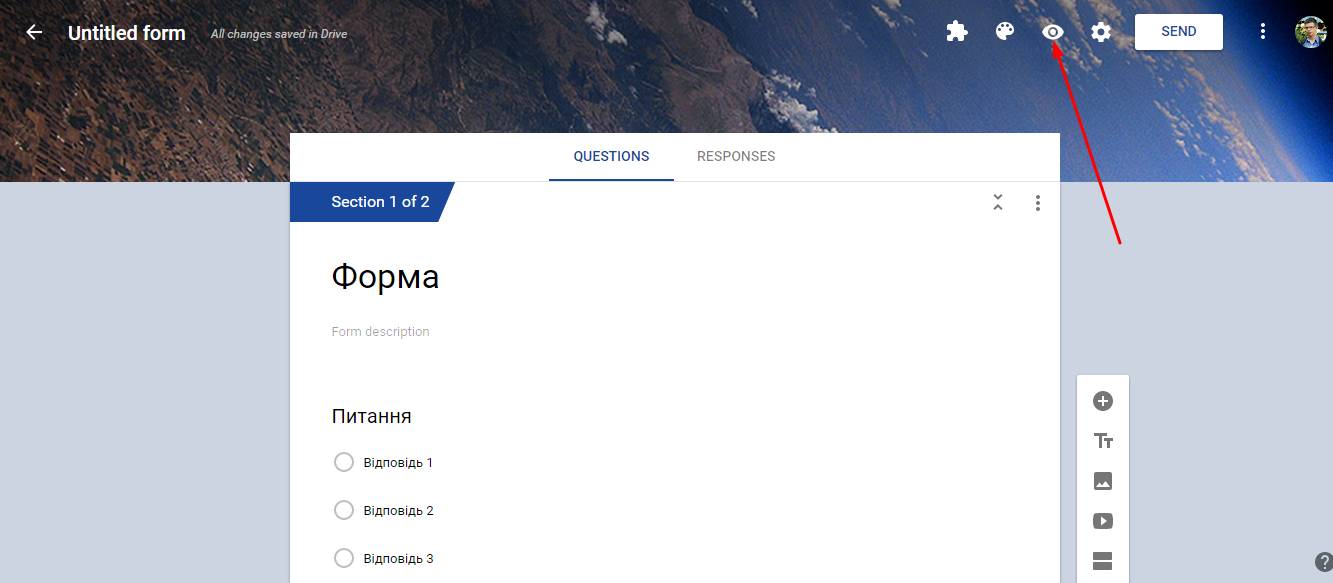 Untitled form
All changes saved in Drive
SEND
QUESTIONS
RESPONSES
Section 1 of 2
Форма
Form description
Питання
Відповідь 1
Відповідь 2
Відповідь 3